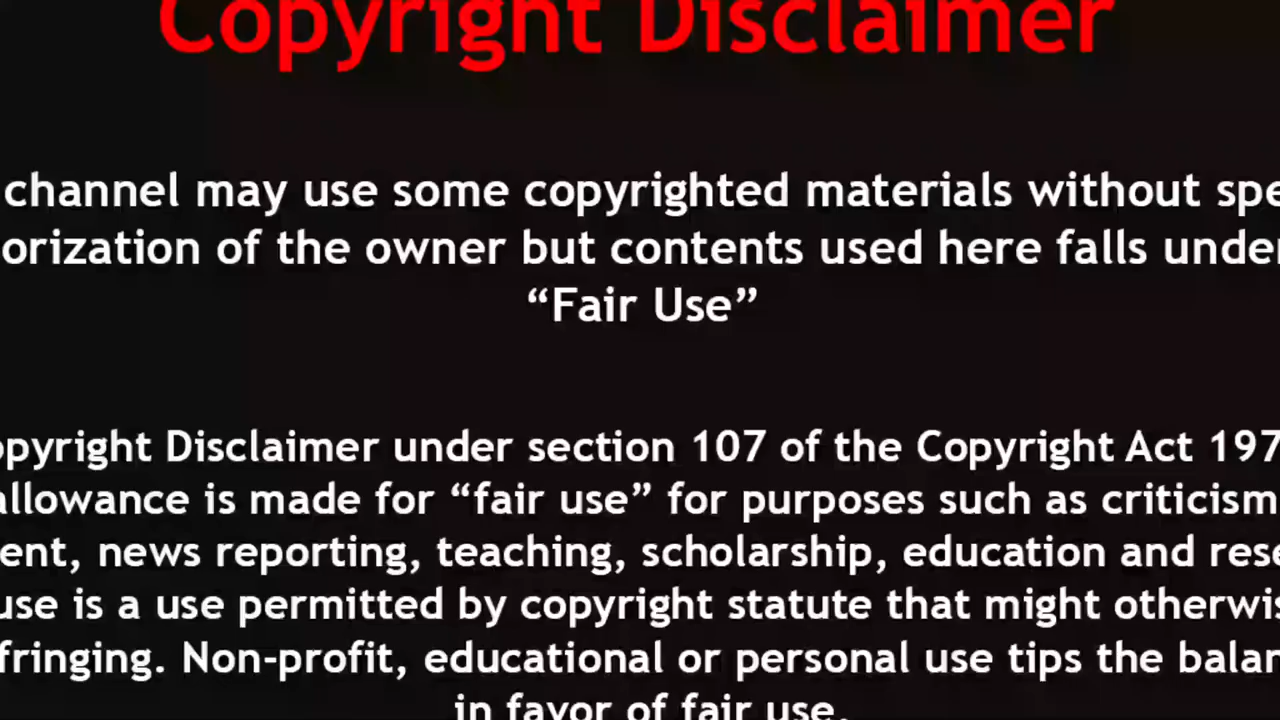 Copyright Disclaimer
channel may use some copyrighted materials without spe
orization of the owner but contents used here falls under
“Fair Use”
opyright Disclaimer under section 107 of the Copyright Act 197
allowance is made for “fair use” for purposes such as criticism
ent, news reporting, teaching, scholarship, education and rese
use is a use permitted by copyright statute that might otherwis
fringing. Non-profit, educational or personal use tips the balan
in favor of fair use.